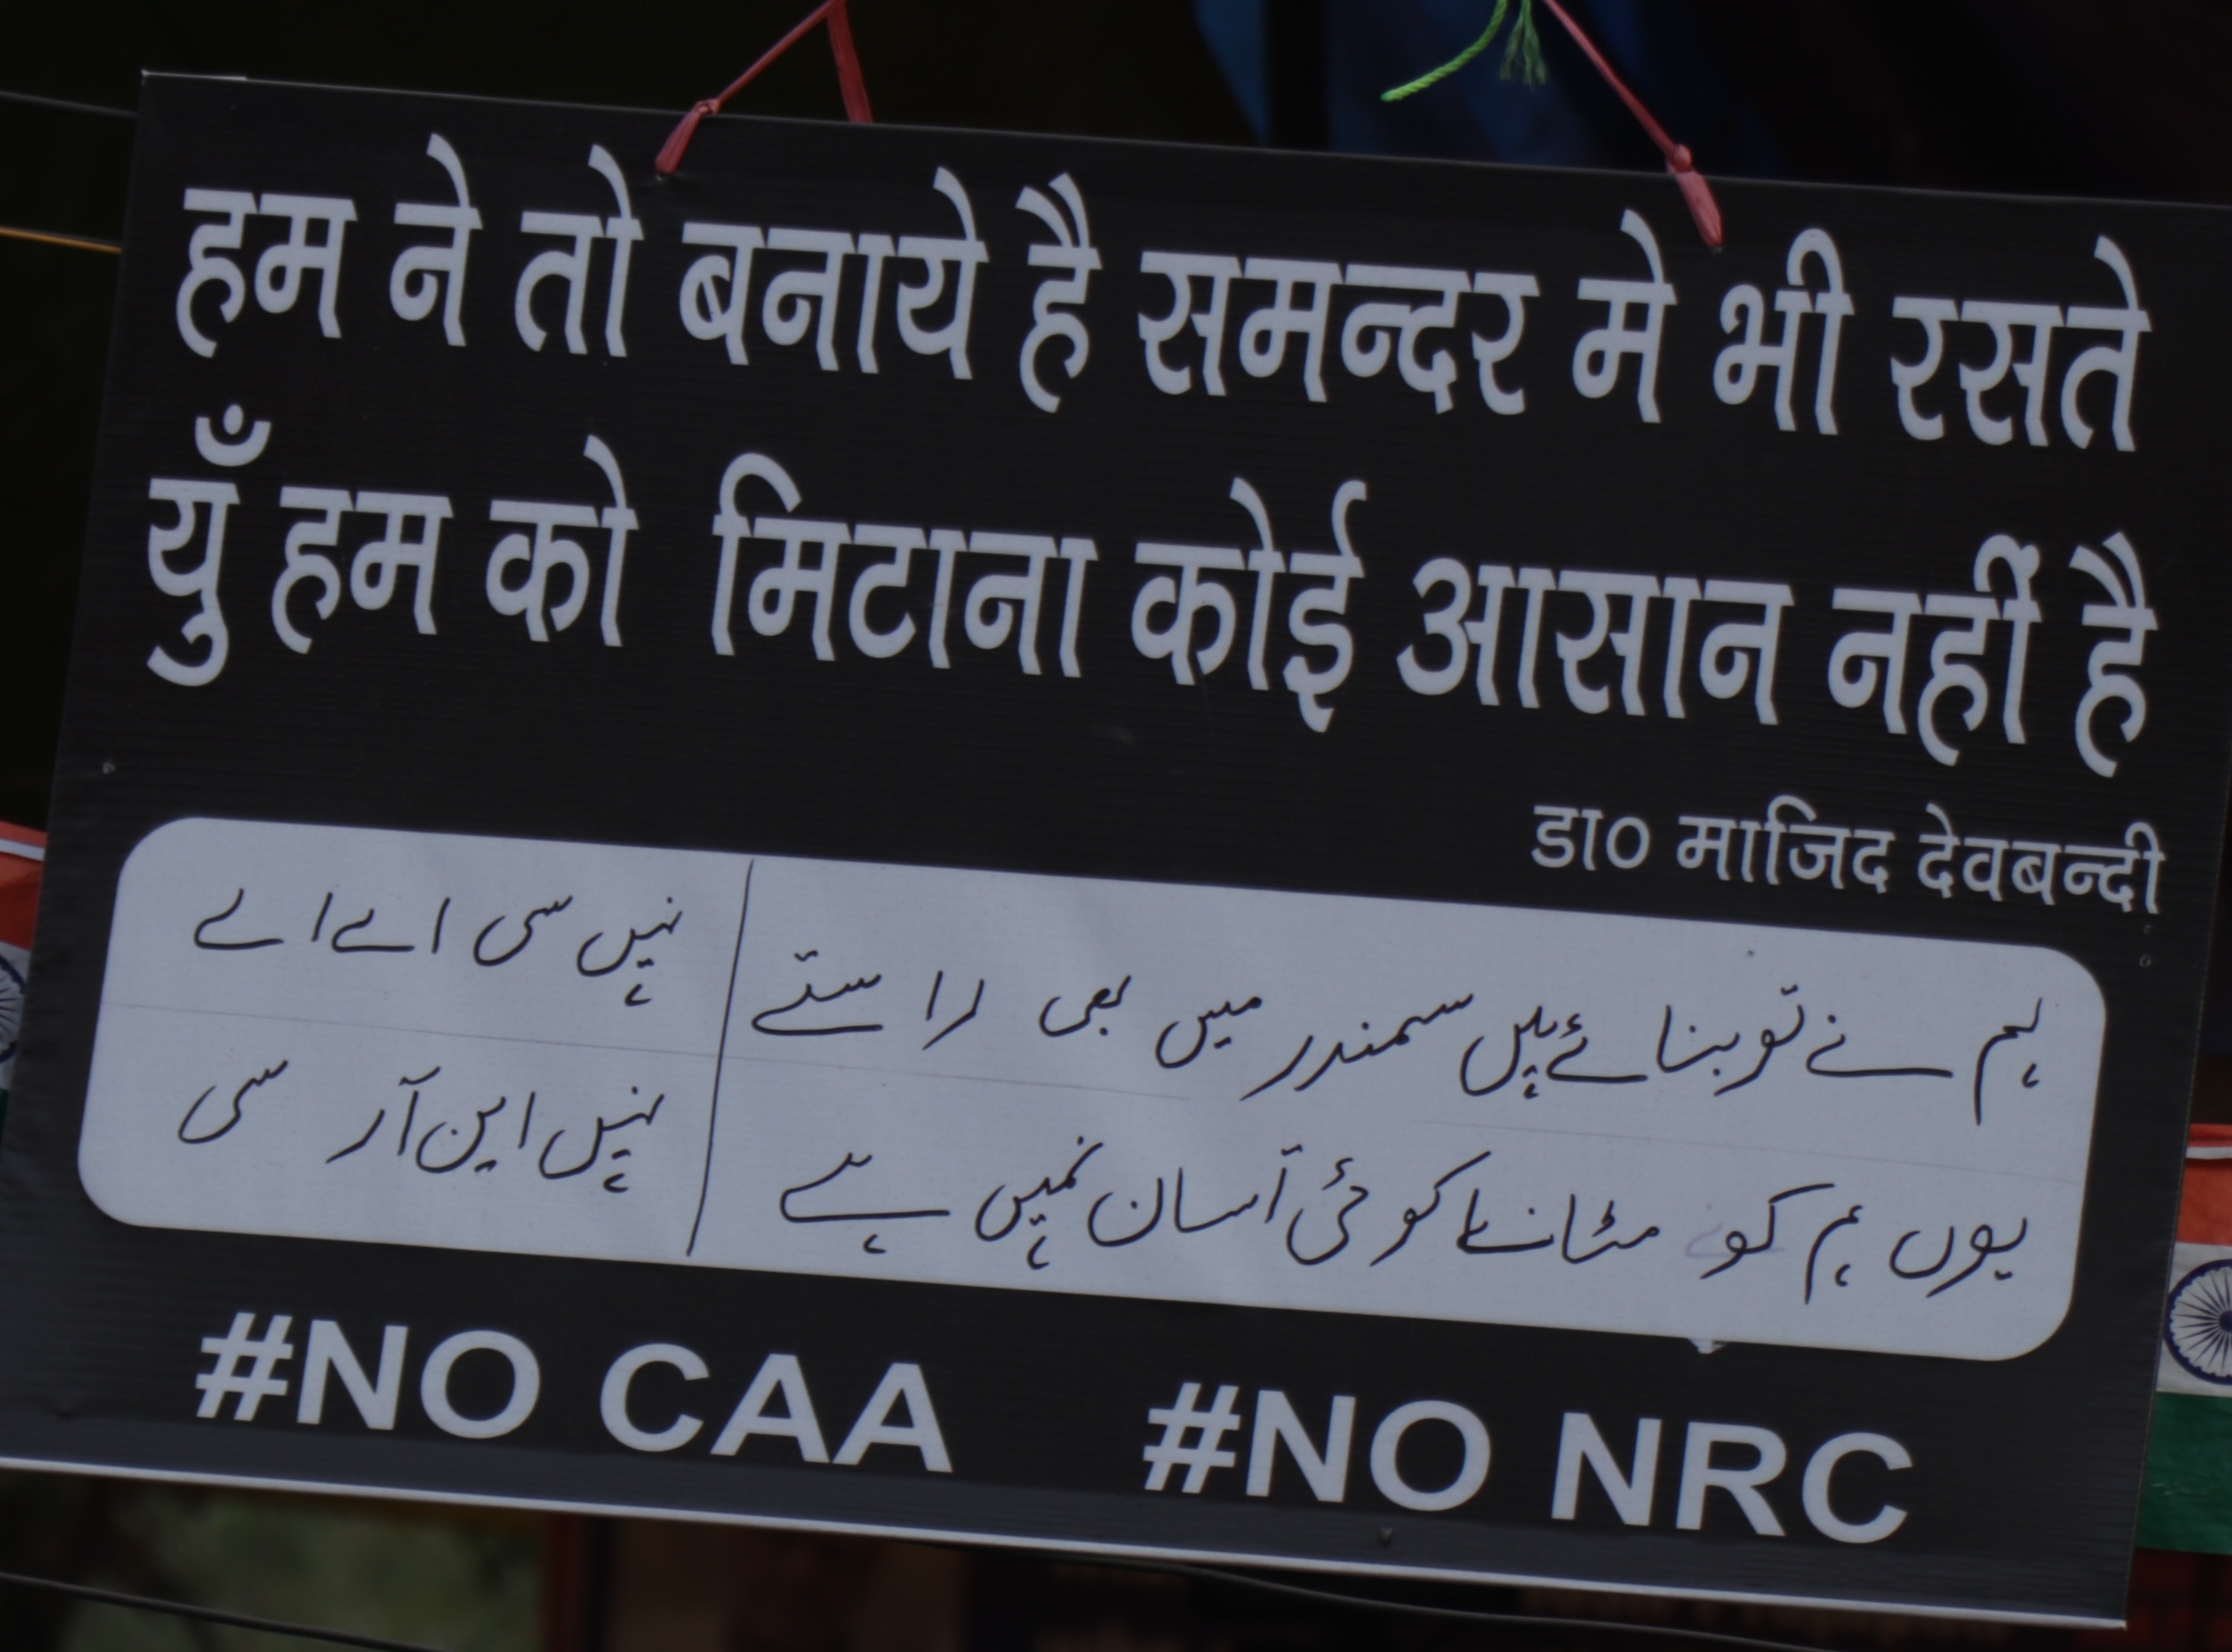 हम ने तो बनाये है समन्दर मे भी रसते
युँ हम को मिटाना कोई आसान नहीं है
डा० माजिद देवबन्दी
ہم نے تو بنائے ہیں سمندر میں بھی راستے
یوں ہم کو مٹانا کوئی آسان نہیں ہے
نہیں سی اے اے
نہیں این آر سی
#NO CAA #NO NRC